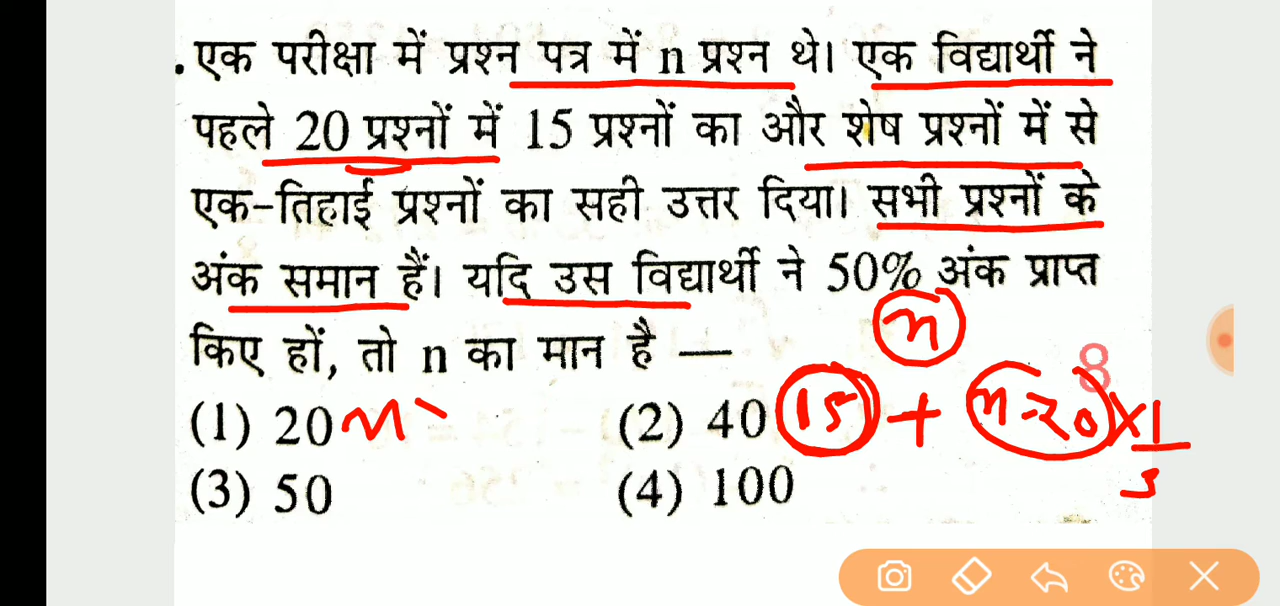 . एक परीक्षा में प्रश्न पत्र में n प्रश्न थे। एक विद्यार्थी ने
पहले 20 प्रश्नों में 15 प्रश्नों का और शेष प्रश्नों में से
एक-तिहाई प्रश्नों का सही उत्तर दिया। सभी प्रश्नों के
अंक समान हैं। यदि उस विद्यार्थी ने 50% अंक प्राप्त
किए हों, तो n का मान है —
n
8
(1) 20 (2) 40 15 + n-20 × 1/3
(3) 50 (4) 100